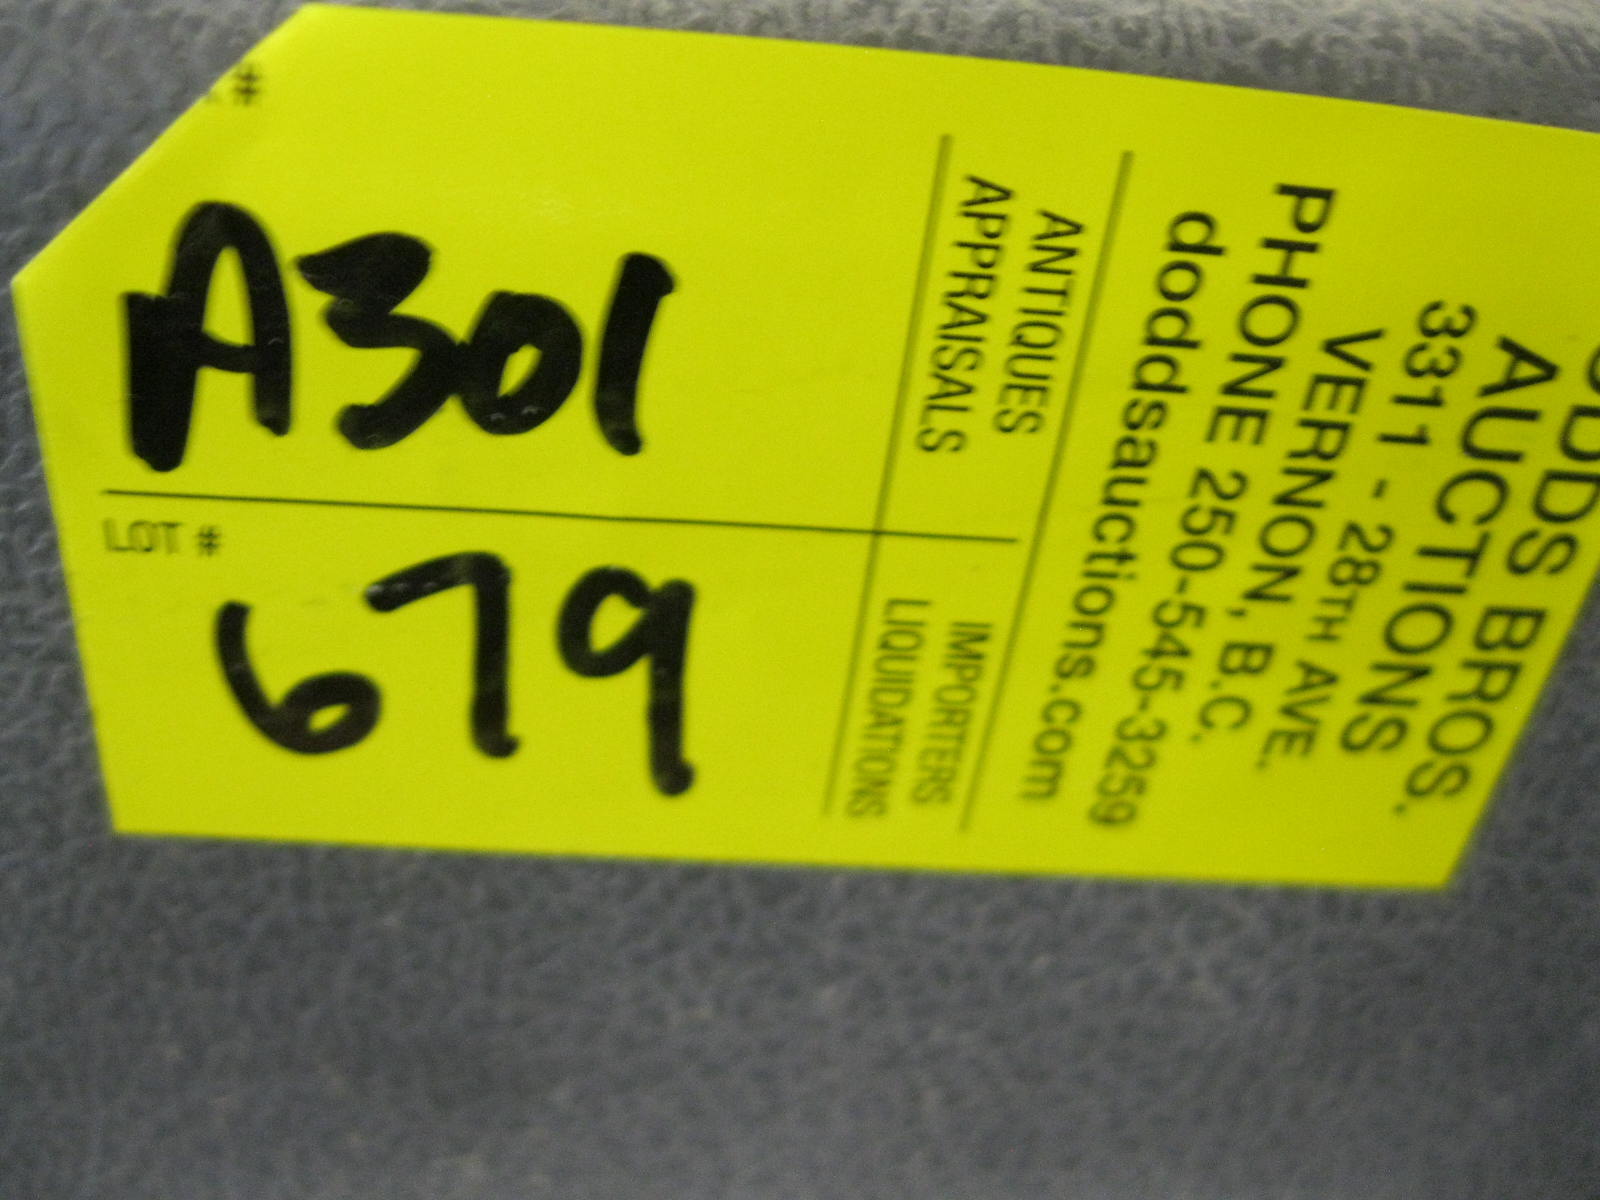 #
A301
LOT #
679
ANTIQUES
APPRAISALS
IMPORTERS
LIQUIDATIONS
DODDS BROS.
AUCTIONS
3311 - 28TH AVE.
VERNON, B.C.
PHONE 250-545-3259
doddsauctions.com